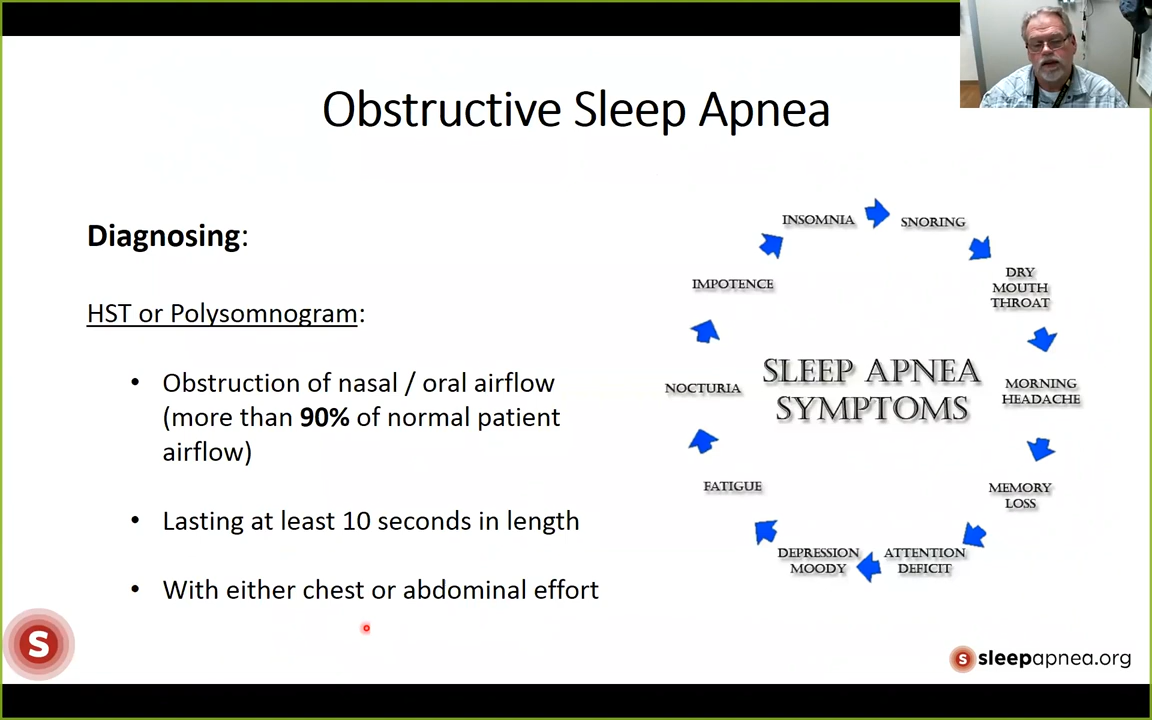 Obstructive Sleep Apnea
Diagnosing:
HST or Polysomnogram:
• Obstruction of nasal / oral airflow
(more than 90% of normal patient
airflow)
• Lasting at least 10 seconds in length
• With either chest or abdominal effort
INSOMNIA
SNORING
DRY
MOUTH
THROAT
MORNING
HEADACHE
MEMORY
LOSS
ATTENTION
DEFICIT
DEPRESSION
MOODY
FATIGUE
NOCTURIA
IMPOTENCE
SLEEP APNEA
SYMPTOMS
S
S sleepapnea.org